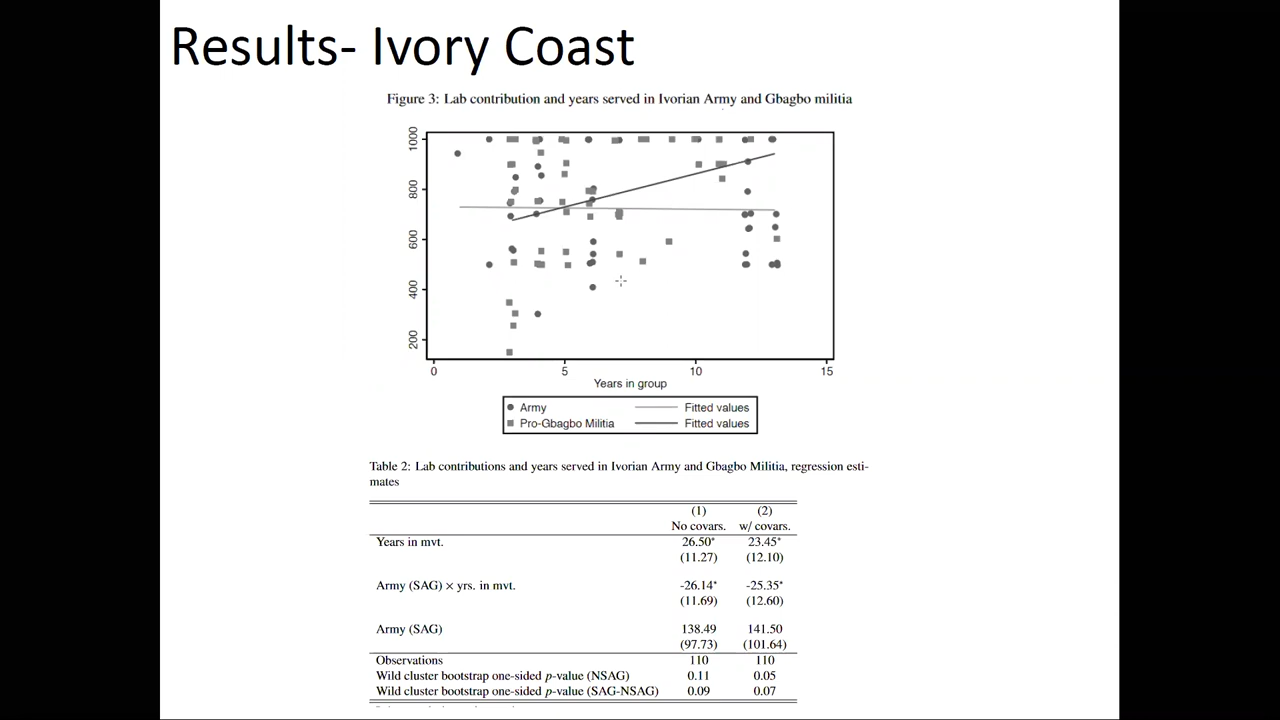 Results- Ivory Coast
Figure 3: Lab contribution and years served in Ivorian Army and Gbagbo militia
1000
800
600
400
200
0 5 10 15
Years in group
Army Fitted values
Pro-Gbagbo Militia Fitted values
Table 2: Lab contributions and years served in Ivorian Army and Gbagbo Militia, regression esti-
mates
(1) (2)
No covars. w/ covars.
Years in mvt. 26.50* 23.45*
(11.27) (12.10)
Army (SAG) × yrs. in mvt. -26.14* -25.35*
(11.69) (12.60)
Army (SAG) 138.49 141.50
(97.73) (101.64)
Observations 110 110
Wild cluster bootstrap one-sided p-value (NSAG) 0.11 0.05
Wild cluster bootstrap one-sided p-value (SAG-NSAG) 0.09 0.07